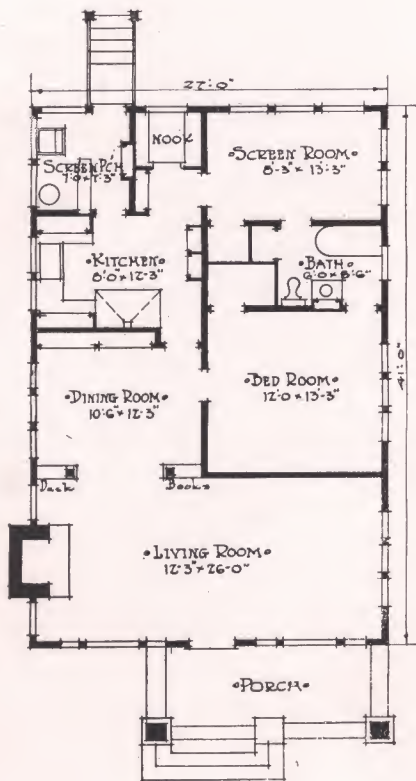 27'-0"
NOOK
•SCREEN ROOM•
8'-3" × 13'-3"
SCREEN P'CH
7'-9" × 7'-3"
•KITCHEN•
8'-0" × 12'-3"
•BATH•
6'-0 × 8'-6"
41'-0"
•DINING ROOM•
10'-6" × 12'-3"
•BED ROOM•
12'-0 × 13'-3"
Desk
Books
•LIVING ROOM•
12'-3" × 26'-0"
•PORCH•